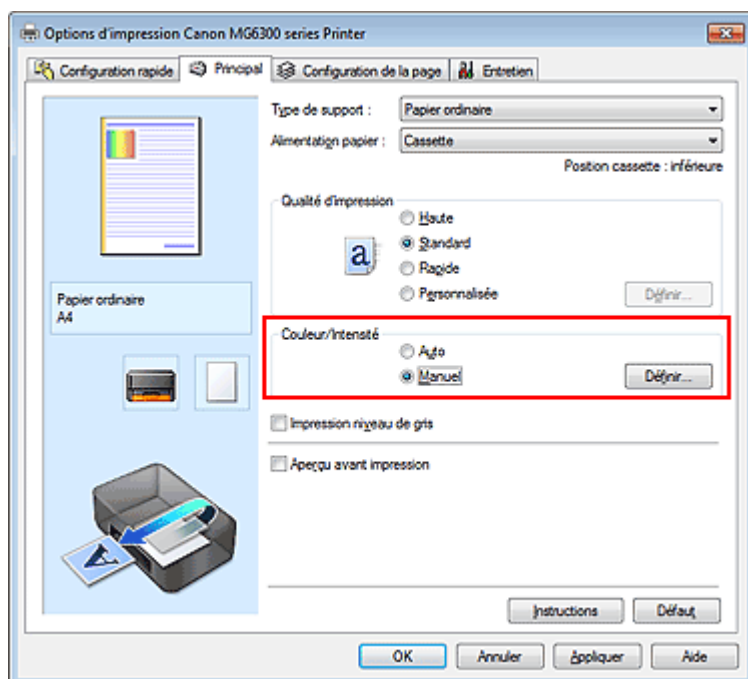 Options d'impression Canon MG6300 series Printer
Configuration rapide Principal Configuration de la page Entretien
Type de support : Papier ordinaire
Alimentation papier : Cassette
Position cassette : inférieure
Qualité d'impression
Haute
a Standard
Rapide
Personnalisée Définir...
Papier ordinaire
A4
Couleur/Intensité
Auto
Manuel Définir...
Impression niveau de gris
Aperçu avant impression
A
Instructions Défaut
OK Annuler Appliquer Aide